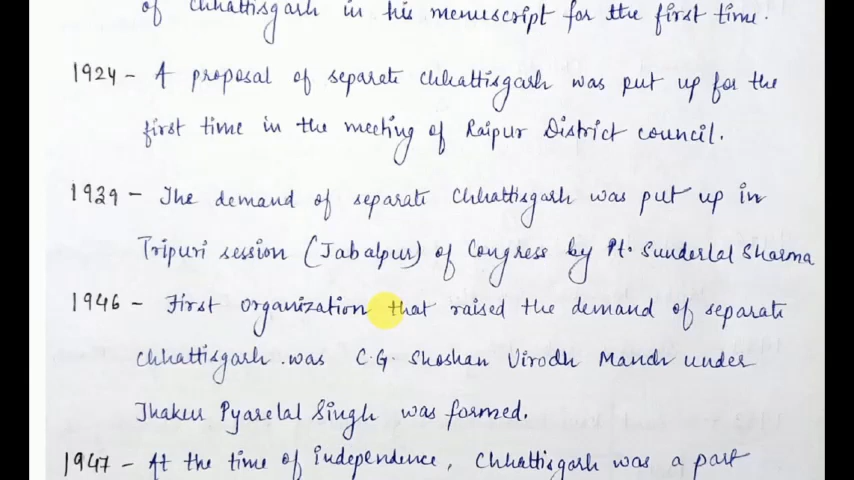 of Chhattisgarh in his menuscript for the first time.
1924 - A proposal of separate Chhattisgarh was put up for the
first time in the meeting of Raipur District council.
1939 - The demand of separate Chhattisgarh was put up in
Tripuri session (Jabalpur) of Congress by Pt. Sunderlal Sharma
1946 - First organization that raised the demand of separate
Chhattisgarh was C.G. Shoshan Virodh Manch under
Thakur Pyarelal Singh was formed.
1947 - At the time of independence, Chhattisgarh was a part